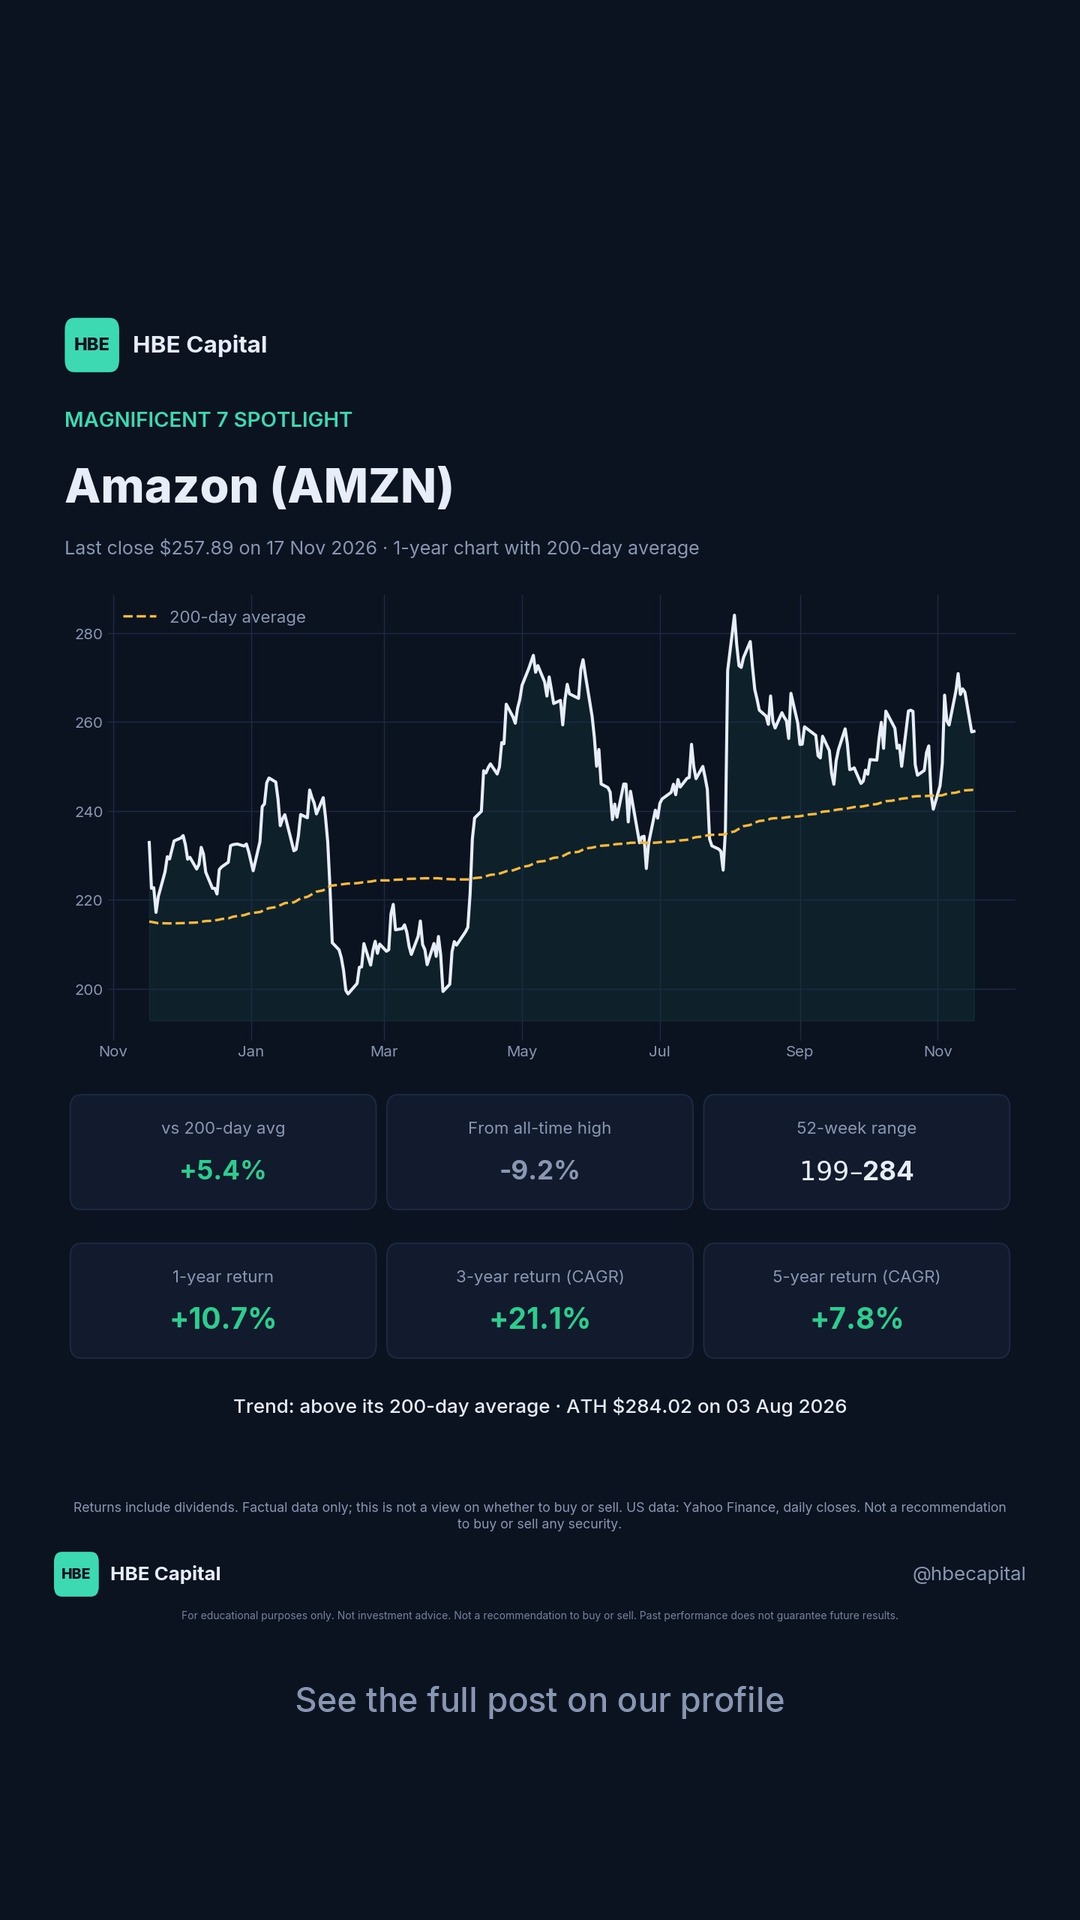 HBE HBE Capital
MAGNIFICENT 7 SPOTLIGHT
Amazon (AMZN)
Last close $257.89 on 17 Nov 2026 · 1-year chart with 200-day average
200-day average
280
260
240
220
200
Nov Jan Mar May Jul Sep Nov
vs 200-day avg
+5.4%
From all-time high
-9.2%
52-week range
199–284
1-year return
+10.7%
3-year return (CAGR)
+21.1%
5-year return (CAGR)
+7.8%
Trend: above its 200-day average · ATH $284.02 on 03 Aug 2026
Returns include dividends. Factual data only; this is not a view on whether to buy or sell. US data: Yahoo Finance, daily closes. Not a recommendation
to buy or sell any security.
HBE HBE Capital @hbecapital
For educational purposes only. Not investment advice. Not a recommendation to buy or sell. Past performance does not guarantee future results.
See the full post on our profile